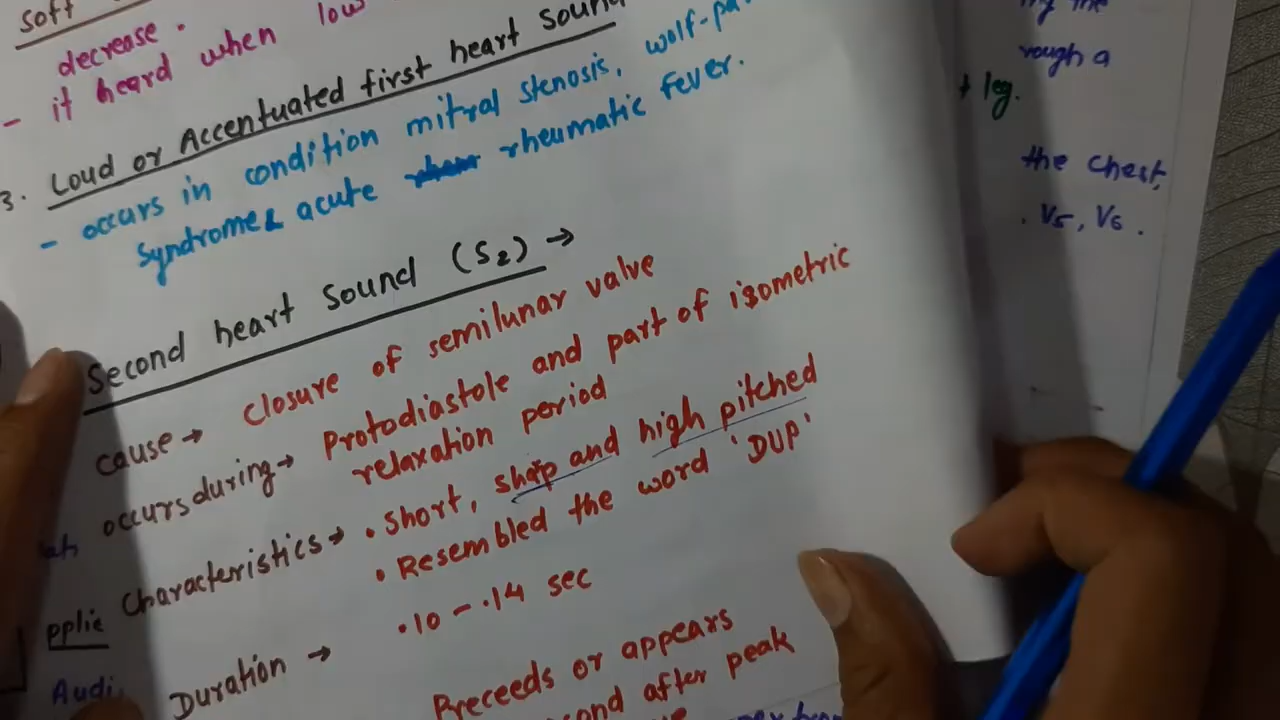 soft
decrease.
- it heard when low
3. Loud or Accentuated first heart sound
- occurs in condition mitral stenosis, wolf-pa
syndrome & acute rheumatic fever.
Second heart sound (S2) →
cause → closure of semilunar valve
occurs during → Protodiastole and part of isometric
relaxation period
characteristics → • short, sharp and high pitched
• Resembled the word 'DUP'
Duration → .10 - .14 sec
Preceeds or appears
after peak
pplie
Audi
the
rough a
leg.
the chest,
. V5, V6.